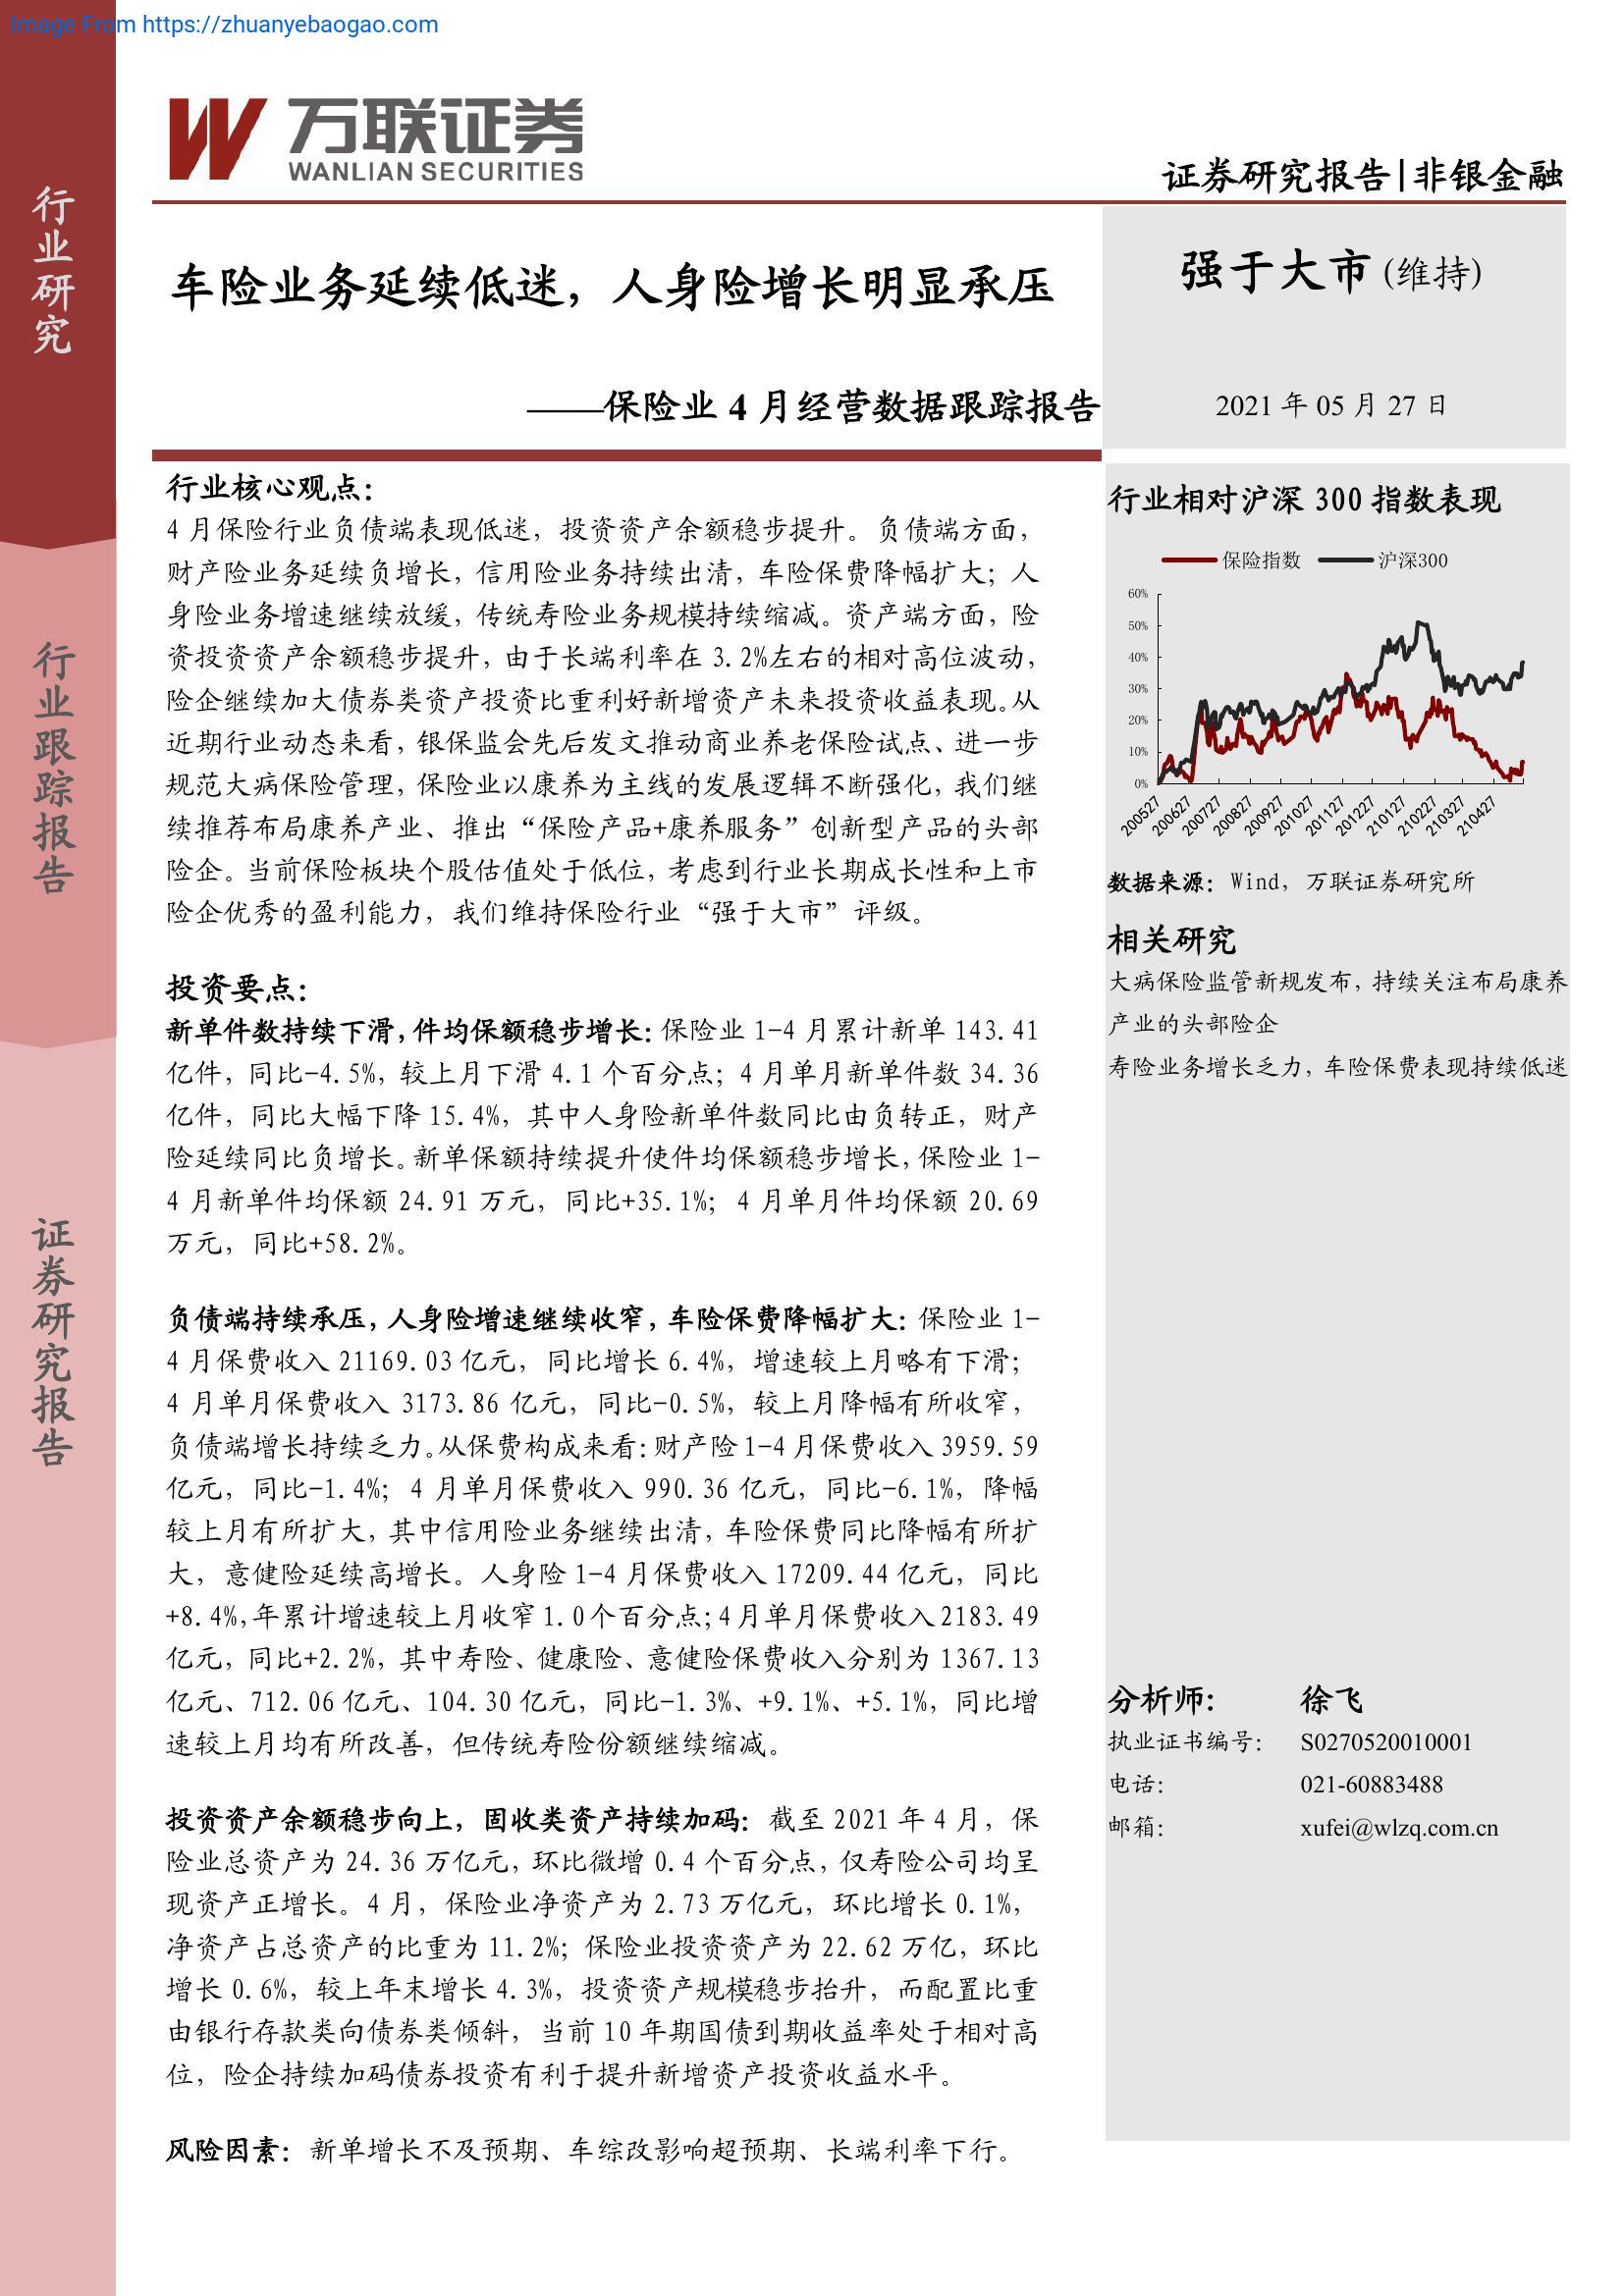 Image From https://zhuanyebaogao.com
万联证券
WANLIAN SECURITIES
证券研究报告|非银金融
行业研究
行业跟踪报告
证券研究报告
车险业务延续低迷，人身险增长明显承压
——保险业 4 月经营数据跟踪报告
强于大市 (维持)
2021 年 05 月 27 日
行业核心观点：
4 月保险行业负债端表现低迷，投资资产余额稳步提升。负债端方面，
财产险业务延续负增长，信用险业务持续出清，车险保费降幅扩大；人
身险业务增速继续放缓，传统寿险业务规模持续缩减。资产端方面，险
资投资资产余额稳步提升，由于长端利率在 3.2%左右的相对高位波动，
险企继续加大债券类资产投资比重利好新增资产未来投资收益表现。从
近期行业动态来看，银保监会先后发文推动商业养老保险试点、进一步
规范大病保险管理，保险业以康养为主线的发展逻辑不断强化，我们继
续推荐布局康养产业、推出“保险产品+康养服务”创新型产品的头部
险企。当前保险板块个股估值处于低位，考虑到行业长期成长性和上市
险企优秀的盈利能力，我们维持保险行业“强于大市”评级。
投资要点：
新单件数持续下滑，件均保额稳步增长：保险业 1-4 月累计新单 143.41
亿件，同比-4.5%，较上月下滑 4.1 个百分点；4 月单月新单件数 34.36
亿件，同比大幅下降 15.4%，其中人身险新单件数同比由负转正，财产
险延续同比负增长。新单保额持续提升使件均保额稳步增长，保险业 1-
4 月新单件均保额 24.91 万元，同比+35.1%；4 月单月件均保额 20.69
万元，同比+58.2%。
负债端持续承压，人身险增速继续收窄，车险保费降幅扩大：保险业 1-
4 月保费收入 21169.03 亿元，同比增长 6.4%，增速较上月略有下滑；
4 月单月保费收入 3173.86 亿元，同比-0.5%，较上月降幅有所收窄，
负债端增长持续乏力。从保费构成来看：财产险 1-4 月保费收入 3959.59
亿元，同比-1.4%；4 月单月保费收入 990.36 亿元，同比-6.1%，降幅
较上月有所扩大，其中信用险业务继续出清，车险保费同比降幅有所扩
大，意健险延续高增长。人身险 1-4 月保费收入 17209.44 亿元，同比
+8.4%，年累计增速较上月收窄 1.0 个百分点；4 月单月保费收入 2183.49
亿元，同比+2.2%，其中寿险、健康险、意健险保费收入分别为 1367.13
亿元、712.06 亿元、104.30 亿元，同比-1.3%、+9.1%、+5.1%，同比增
速较上月均有所改善，但传统寿险份额继续缩减。
投资资产余额稳步向上，固收类资产持续加码：截至 2021 年 4 月，保
险业总资产为 24.36 万亿元，环比微增 0.4 个百分点，仅寿险公司均呈
现资产正增长。4 月，保险业净资产为 2.73 万亿元，环比增长 0.1%，
净资产占总资产的比重为 11.2%；保险业投资资产为 22.62 万亿，环比
增长 0.6%，较上年末增长 4.3%，投资资产规模稳步抬升，而配置比重
由银行存款类向债券类倾斜，当前 10 年期国债到期收益率处于相对高
位，险企持续加码债券投资有利于提升新增资产投资收益水平。
风险因素：新单增长不及预期、车综改影响超预期、长端利率下行。
行业相对沪深 300 指数表现
保险指数 沪深300
60%
50%
40%
30%
20%
10%
0%
200527 200627 200727 200827 200927 201027 201127 201227 210127 210227 210327 210427
数据来源：Wind，万联证券研究所
相关研究
大病保险监管新规发布，持续关注布局康养
产业的头部险企
寿险业务增长乏力，车险保费表现持续低迷
分析师： 徐飞
执业证书编号： S0270520010001
电话： 021-60883488
邮箱： xufei@wlzq.com.cn